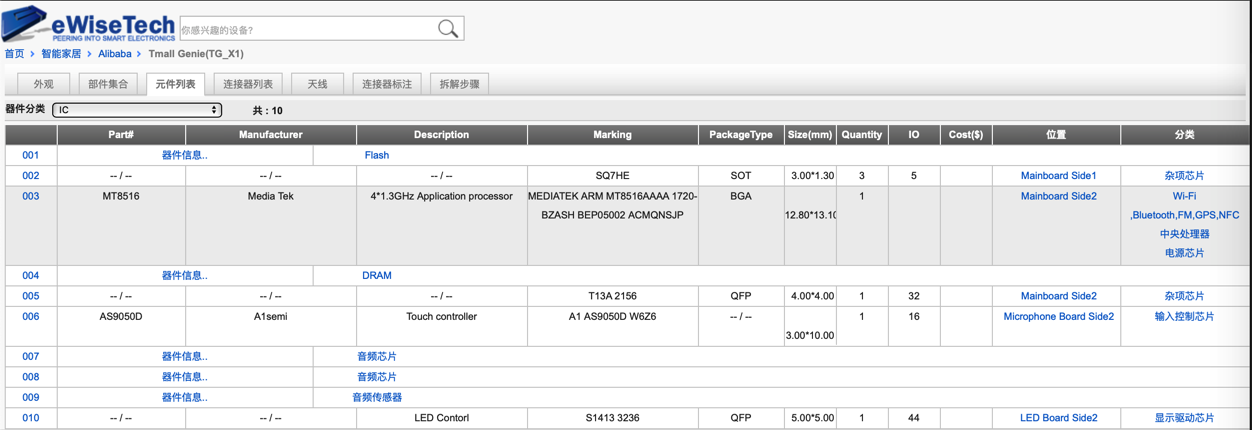 eWiseTech
PEERING INTO SMART ELECTRONICS
你感兴趣的设备?
首页 > 智能家居 > Alibaba > Tmall Genie(TG_X1)
外观 部件集合 元件列表 连接器列表 天线 连接器标注 拆解步骤
器件分类 IC 共 : 10
Part# Manufacturer Description Marking PackageType Size(mm) Quantity IO Cost($) 位置 分类
001 器件信息.. Flash
002 -- / -- -- / -- -- / -- SQ7HE SOT 3.00*1.30 3 5 Mainboard Side1 杂项芯片
003 MT8516 Media Tek 4*1.3GHz Application processor MEDIATEK ARM MT8516AAAA 1720- BGA 1 Mainboard Side2 Wi-Fi
BZASH BEP05002 ACMQNSJP 12.80*13.10 ,Bluetooth,FM,GPS,NFC
中央处理器
电源芯片
004 器件信息.. DRAM
005 -- / -- -- / -- -- / -- T13A 2156 QFP 4.00*4.00 1 32 Mainboard Side2 杂项芯片
006 AS9050D A1semi Touch controller A1 AS9050D W6Z6 -- / -- 1 16 Microphone Board Side2 输入控制芯片
3.00*10.00
007 器件信息.. 音频芯片
008 器件信息.. 音频芯片
009 器件信息.. 音频传感器
010 -- / -- -- / -- LED Contorl S1413 3236 QFP 5.00*5.00 1 44 LED Board Side2 显示驱动芯片